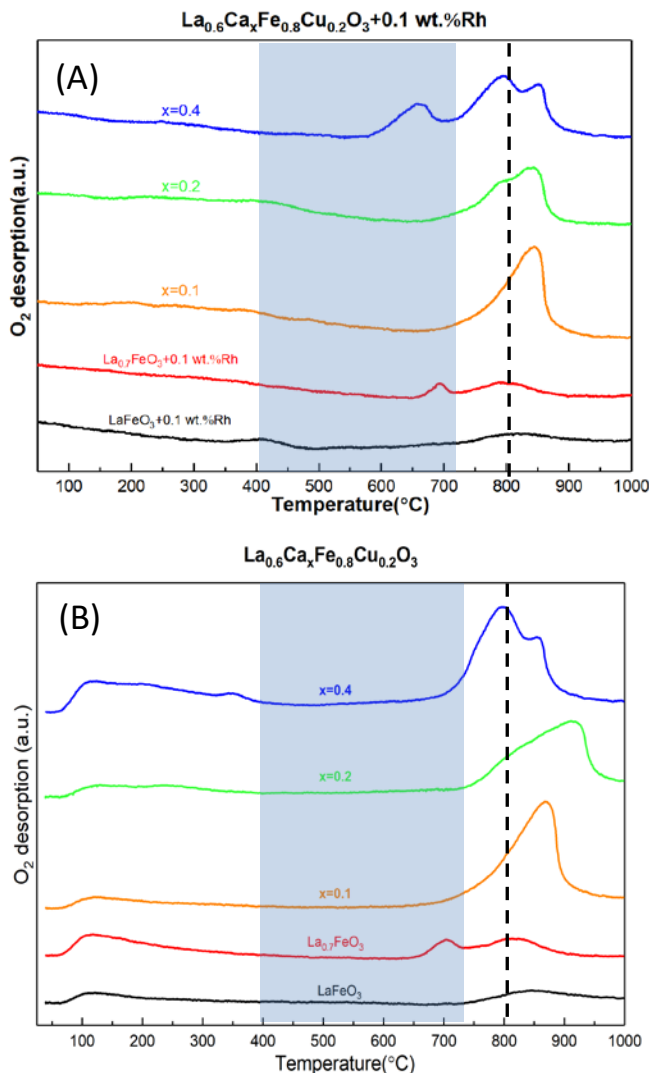 La₀.₆CaₓFe₀.₈Cu₀.₂O₃+0.1 wt.%Rh
(A)
x=0.4
x=0.2
x=0.1
La₀.₇FeO₃+0.1 wt.%Rh
LaFeO₃+0.1 wt.%Rh
O₂ desorption(a.u.)
100 200 300 400 500 600 700 800 900 1000
Temperature(°C)
La₀.₆CaₓFe₀.₈Cu₀.₂O₃
(B)
x=0.4
x=0.2
x=0.1
La₀.₇FeO₃
LaFeO₃
O₂ desorption (a.u.)
100 200 300 400 500 600 700 800 900 1000
Temperature(°C)